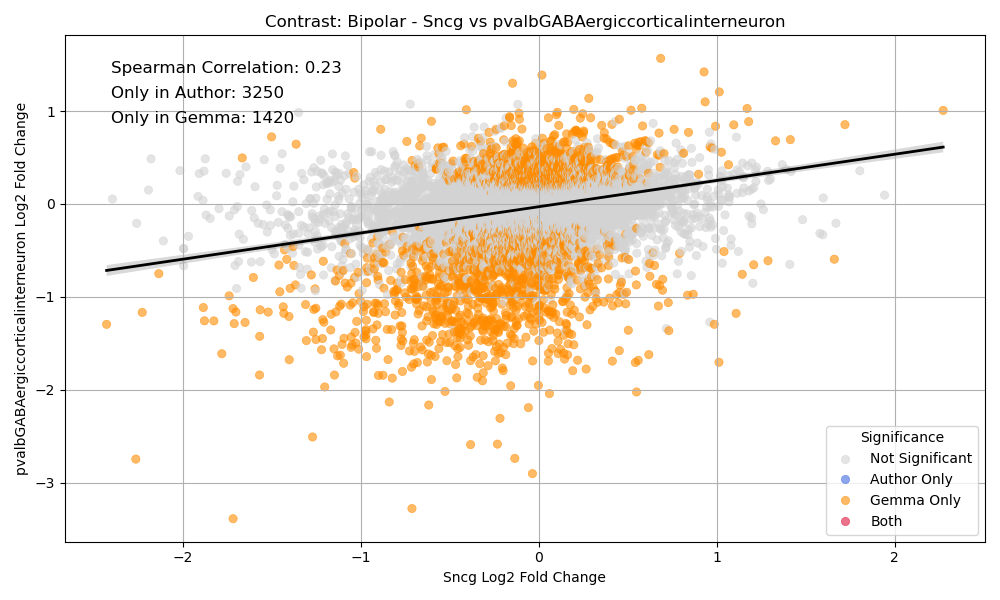 Contrast: Bipolar - Sncg vs pvalbGABAergiccorticalinterneuron
Spearman Correlation: 0.23
Only in Author: 3250
Only in Gemma: 1420
pvalbGABAergiccorticalinterneuron Log2 Fold Change
1
0
−1
−2
−3
−2
−1
0
1
2
Sncg Log2 Fold Change
Significance
Not Significant
Author Only
Gemma Only
Both